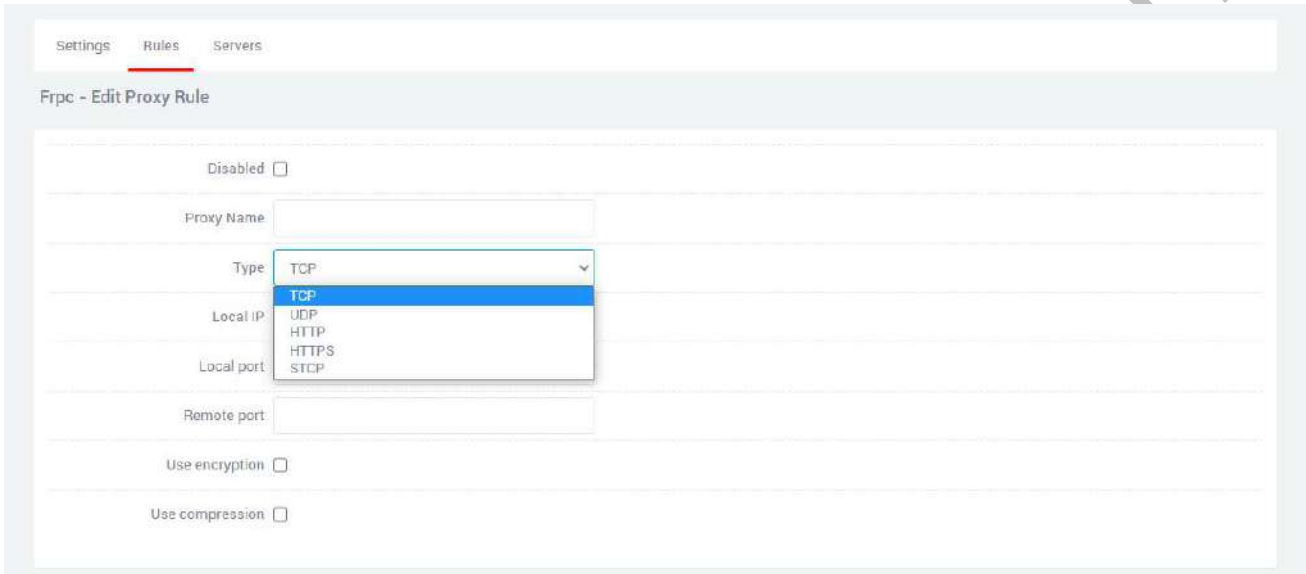 Settings Rules Servers
Frpc - Edit Proxy Rule
Disabled
Proxy Name
Type TCP
TCP
Local IP UDP
HTTP
HTTPS
Local port STCP
Remote port
Use encryption
Use compression